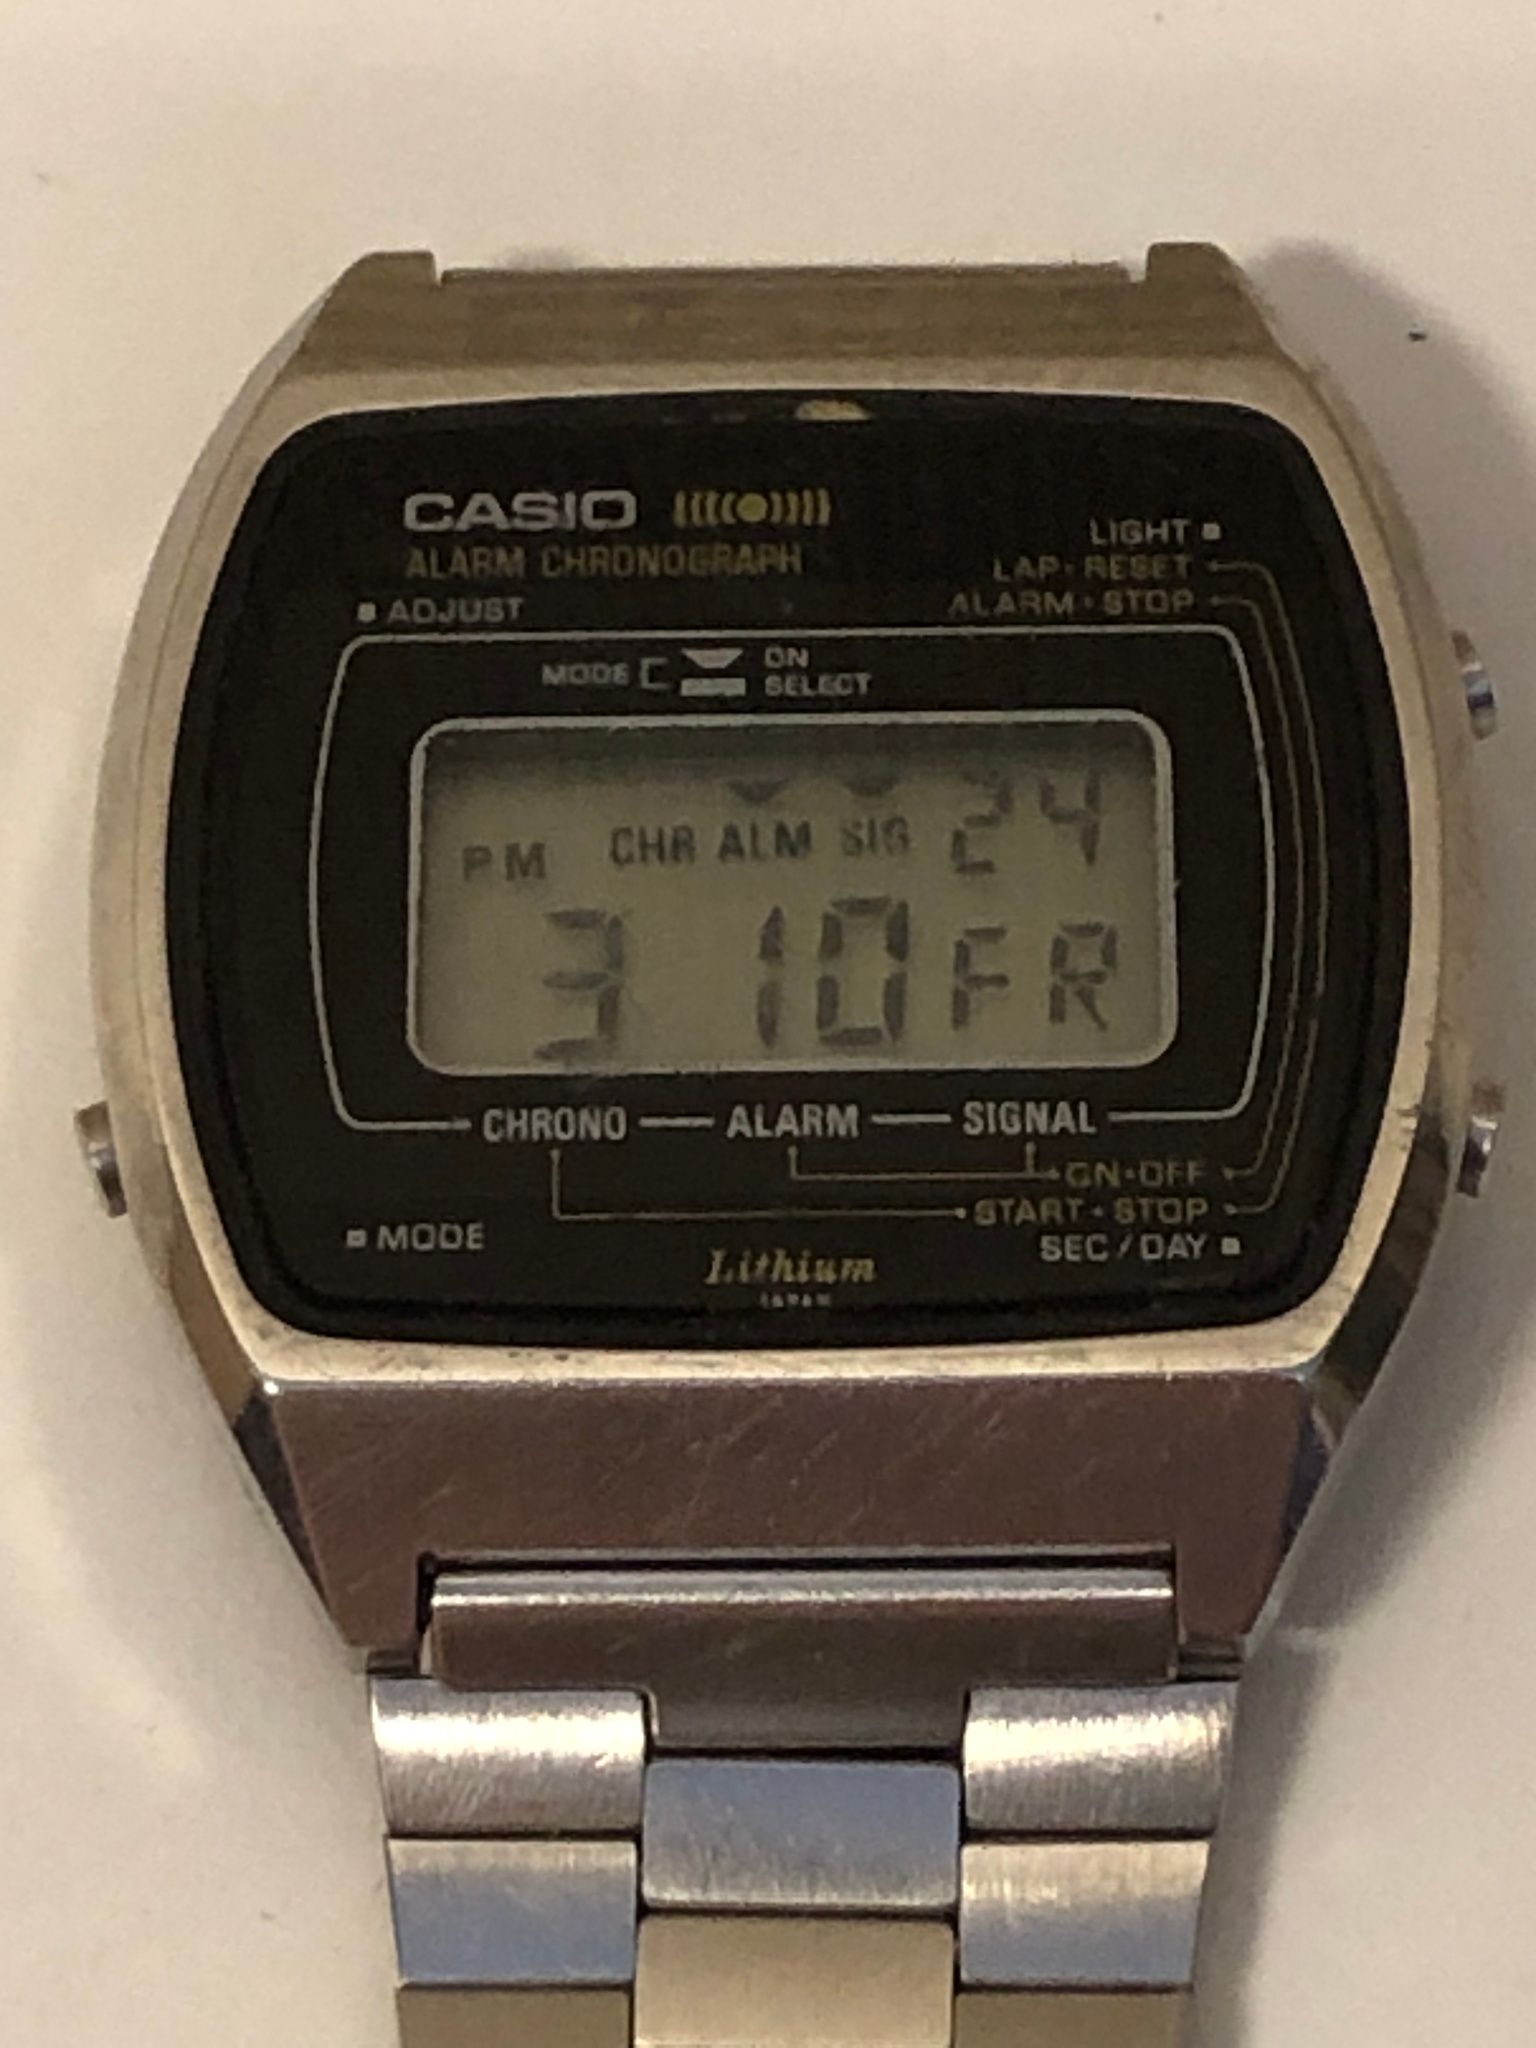 CASIO
ALARM CHRONOGRAPH
LIGHT
LAP·RESET
ALARM·STOP
ADJUST
MODE
ON
SELECT
PM CHR ALM SIG 24
3 10 FR
CHRONO ALARM SIGNAL
ON·OFF
START·STOP
MODE
SEC/DAY
Lithium
JAPAN